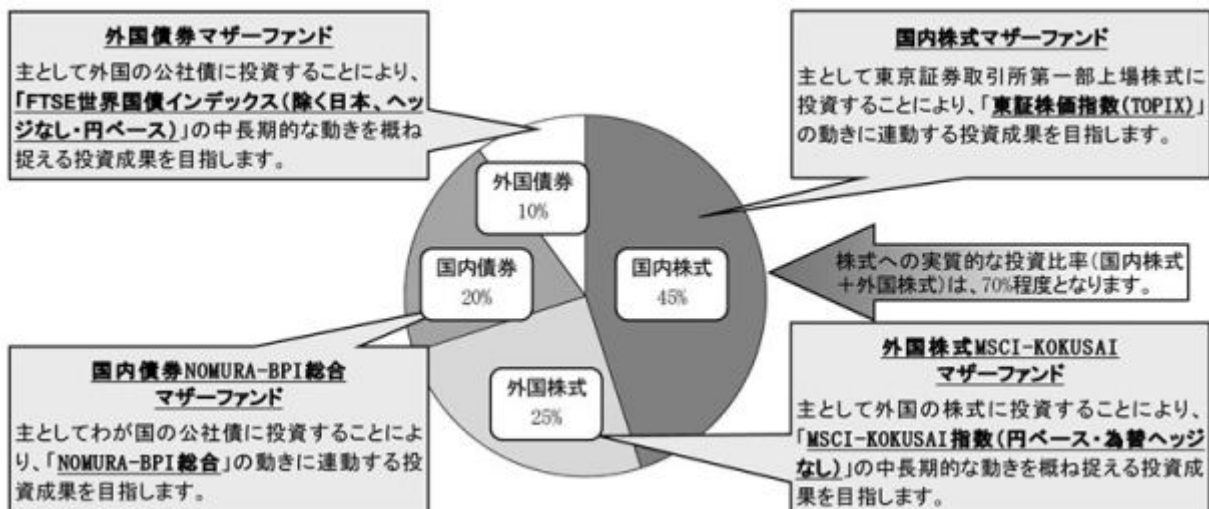 外国債券マザーファンド
主として外国の公社債に投資することにより、
「FTSE世界国債インデックス(除く日本、ヘッ
ジなし・円ベース)」の中長期的な動きを概ね
捉える投資成果を目指します。
国内株式マザーファンド
主として東京証券取引所第一部上場株式に
投資することにより、「東証株価指数(TOPIX)」
の動きに連動する投資成果を目指します。
外国債券
10%
国内債券
20%
国内株式
45%
株式への実質的な投資比率(国内株式
+外国株式)は、70%程度となります。
外国株式
25%
国内債券NOMURA-BPI総合
マザーファンド
主としてわが国の公社債に投資することによ
り、「NOMURA-BPI総合」の動きに連動する投
資成果を目指します。
外国株式MSCI-KOKUSAI
マザーファンド
主として外国の株式に投資することにより、
「MSCI-KOKUSAI指数(円ベース・為替ヘッジ
なし)」の中長期的な動きを概ね捉える投資成
果を目指します。